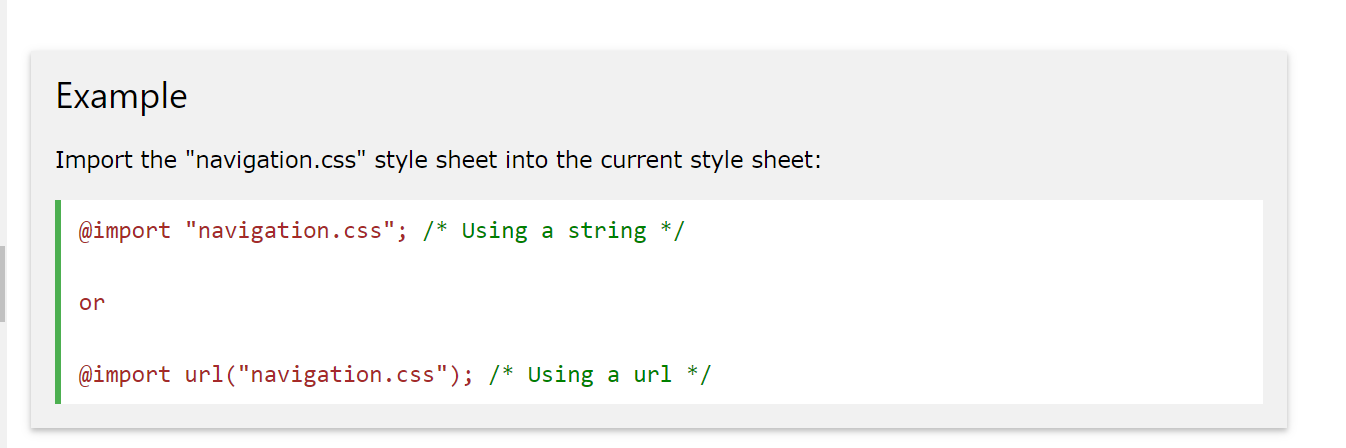 Example
Import the "navigation.css" style sheet into the current style sheet:
@import "navigation.css"; /* Using a string */
or
@import url("navigation.css"); /* Using a url */